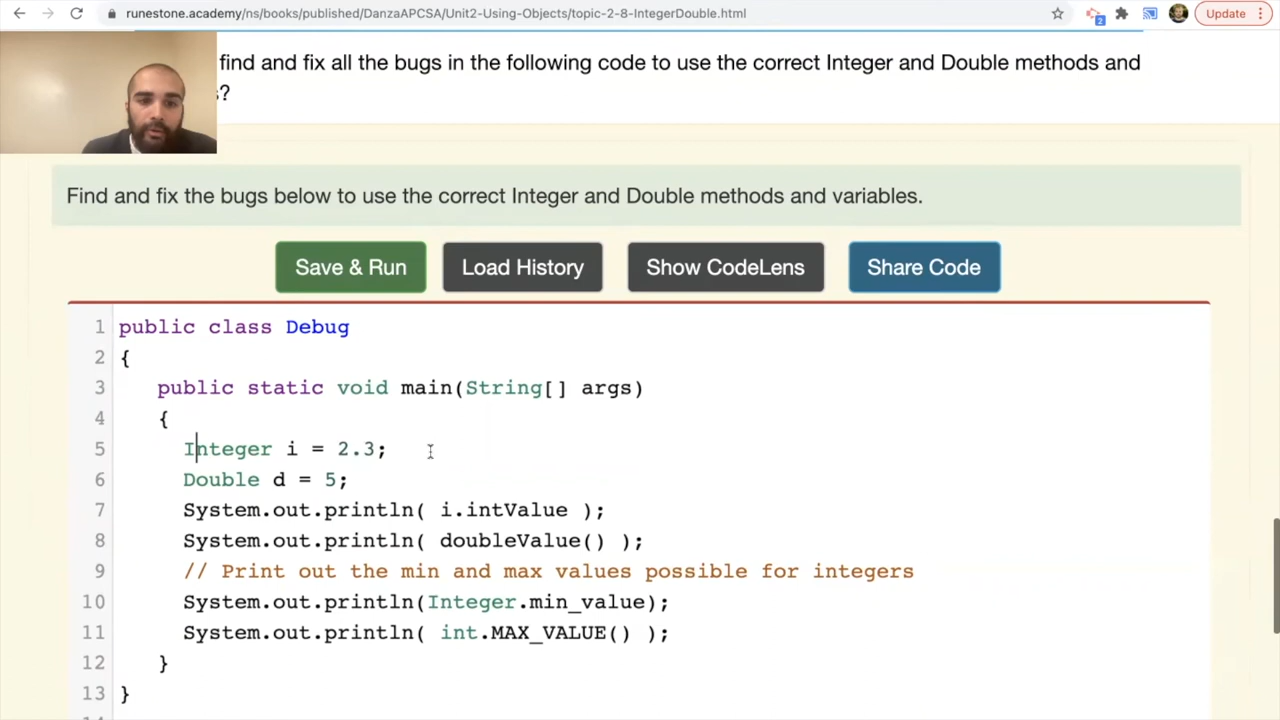 runestone.academy/ns/books/published/DanzaAPCSA/Unit2-Using-Objects/topic-2-8-IntegerDouble.html
2
Update
find and fix all the bugs in the following code to use the correct Integer and Double methods and
s?
Find and fix the bugs below to use the correct Integer and Double methods and variables.
Save & Run
Load History
Show CodeLens
Share Code
1 public class Debug
2 {
3 public static void main(String[] args)
4 {
5 Integer i = 2.3;
6 Double d = 5;
7 System.out.println( i.intValue );
8 System.out.println( doubleValue() );
9 // Print out the min and max values possible for integers
10 System.out.println(Integer.min_value);
11 System.out.println( int.MAX_VALUE() );
12 }
13 }